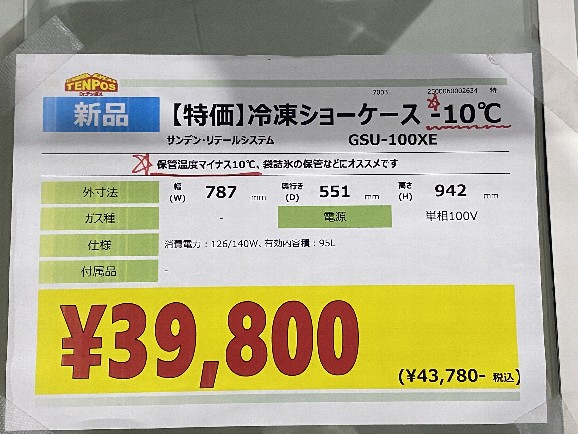 TENPOS
7003 2500060002634 特
新品 【特価】冷凍ショーケース ☆-10℃
サンデン・リテールシステム GSU-100XE
☆保管温度マイナス10℃、袋詰氷の保管などにオススメです
外寸法 幅(W) 787 mm 奥行き(D) 551 mm 高さ(H) 942 mm
ガス種 - 電源 単相100V
仕様 消費電力:126/140W、有効内容積:95L
付属品 -
¥39,800
(¥43,780- 税込)